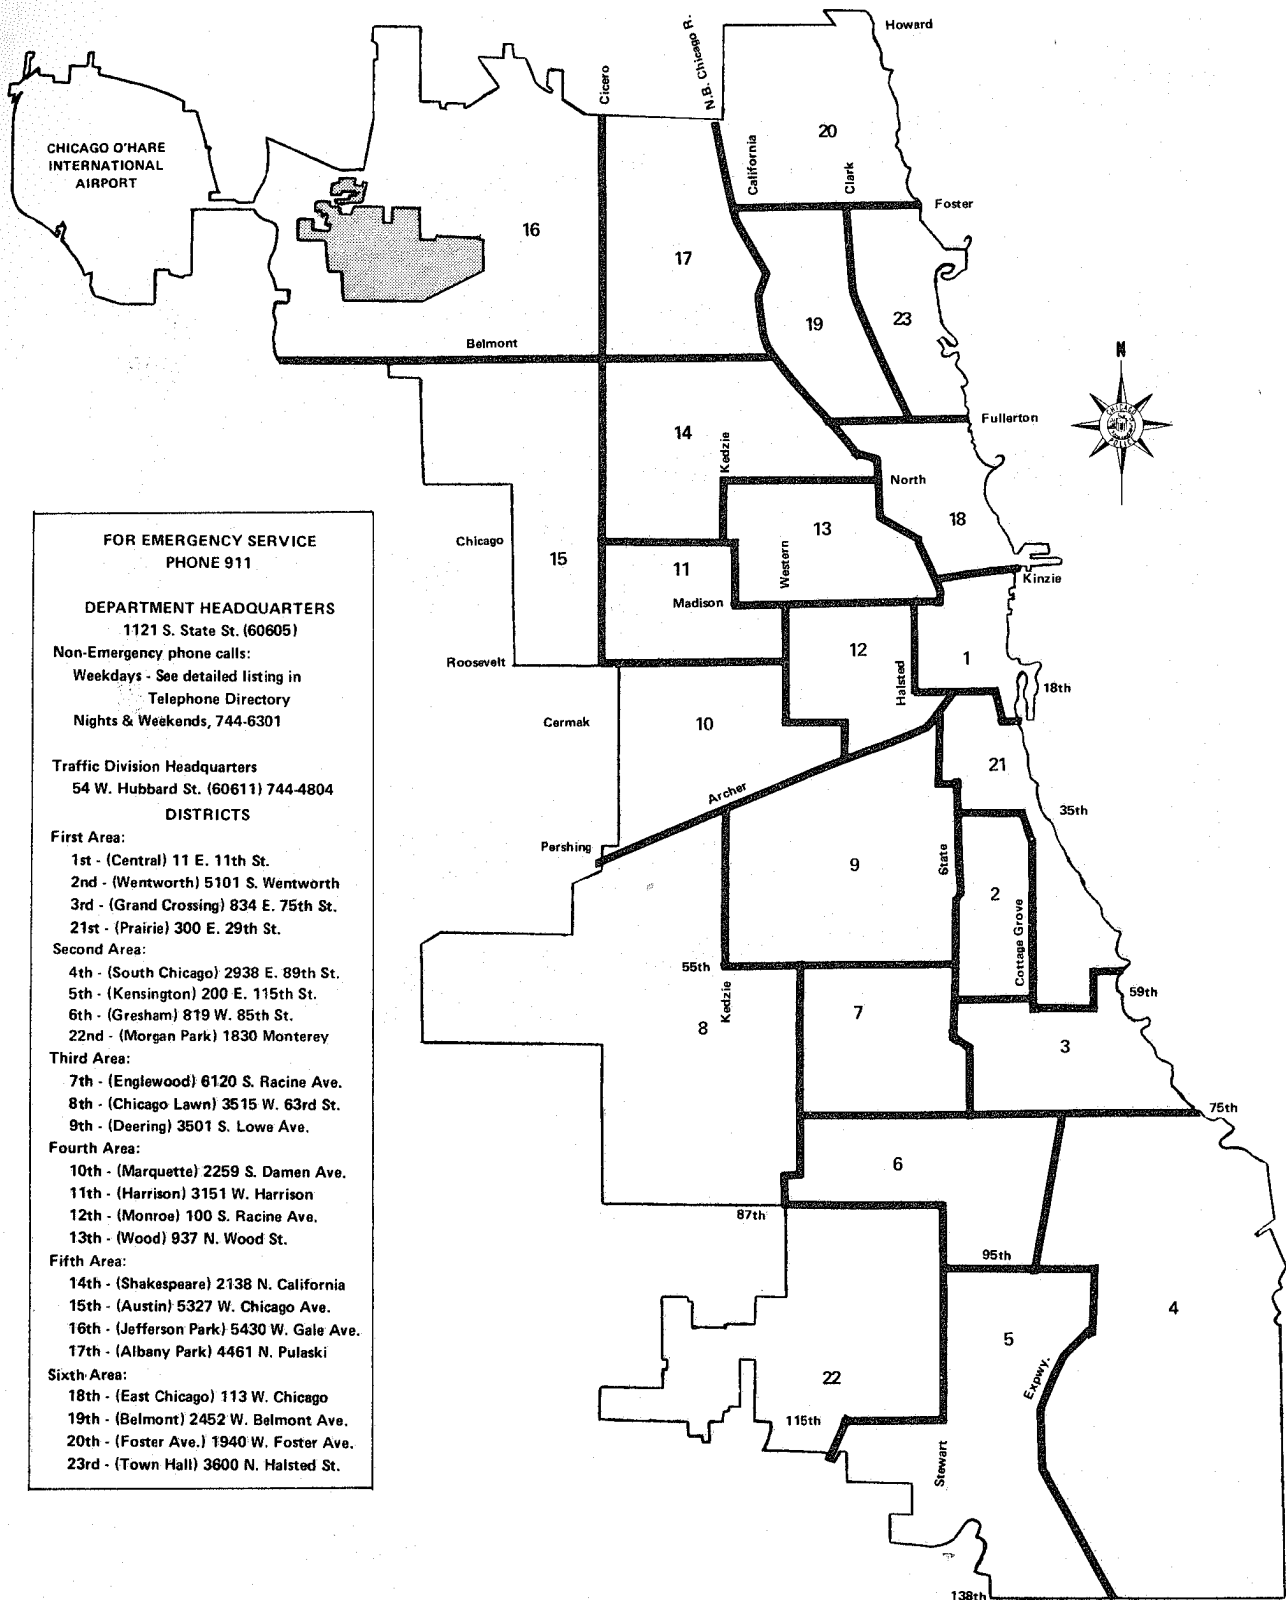 Howard
N.B. Chicago R.
Cicero
20
CHICAGO O'HARE
INTERNATIONAL
AIRPORT
California
Clark
Foster
16
17
19
23
Belmont
N
CHICAGO
POLICE
Fullerton
14
Kedzie
North
18
13
Chicago
15
Western
11
Kinzie
Madison
12
Roosevelt
Halsted
1
18th
Cermak
10
21
Archer
35th
Pershing
9
State
2
Cottage Grove
55th
59th
Kedzie
7
8
3
75th
6
87th
95th
4
5
Expwy.
22
115th
Stewart
138th
FOR EMERGENCY SERVICE
PHONE 911
DEPARTMENT HEADQUARTERS
1121 S. State St. (60605)
Non-Emergency phone calls:
Weekdays - See detailed listing in
Telephone Directory
Nights & Weekends, 744-6301
Traffic Division Headquarters
54 W. Hubbard St. (60611) 744-4804
DISTRICTS
First Area:
1st - (Central) 11 E. 11th St.
2nd - (Wentworth) 5101 S. Wentworth
3rd - (Grand Crossing) 834 E. 75th St.
21st - (Prairie) 300 E. 29th St.
Second Area:
4th - (South Chicago) 2938 E. 89th St.
5th - (Kensington) 200 E. 115th St.
6th - (Gresham) 819 W. 85th St.
22nd - (Morgan Park) 1830 Monterey
Third Area:
7th - (Englewood) 6120 S. Racine Ave.
8th - (Chicago Lawn) 3515 W. 63rd St.
9th - (Deering) 3501 S. Lowe Ave.
Fourth Area:
10th - (Marquette) 2259 S. Damen Ave.
11th - (Harrison) 3151 W. Harrison
12th - (Monroe) 100 S. Racine Ave.
13th - (Wood) 937 N. Wood St.
Fifth Area:
14th - (Shakespeare) 2138 N. California
15th - (Austin) 5327 W. Chicago Ave.
16th - (Jefferson Park) 5430 W. Gale Ave.
17th - (Albany Park) 4461 N. Pulaski
Sixth Area:
18th - (East Chicago) 113 W. Chicago
19th - (Belmont) 2452 W. Belmont Ave.
20th - (Foster Ave.) 1940 W. Foster Ave.
23rd - (Town Hall) 3600 N. Halsted St.